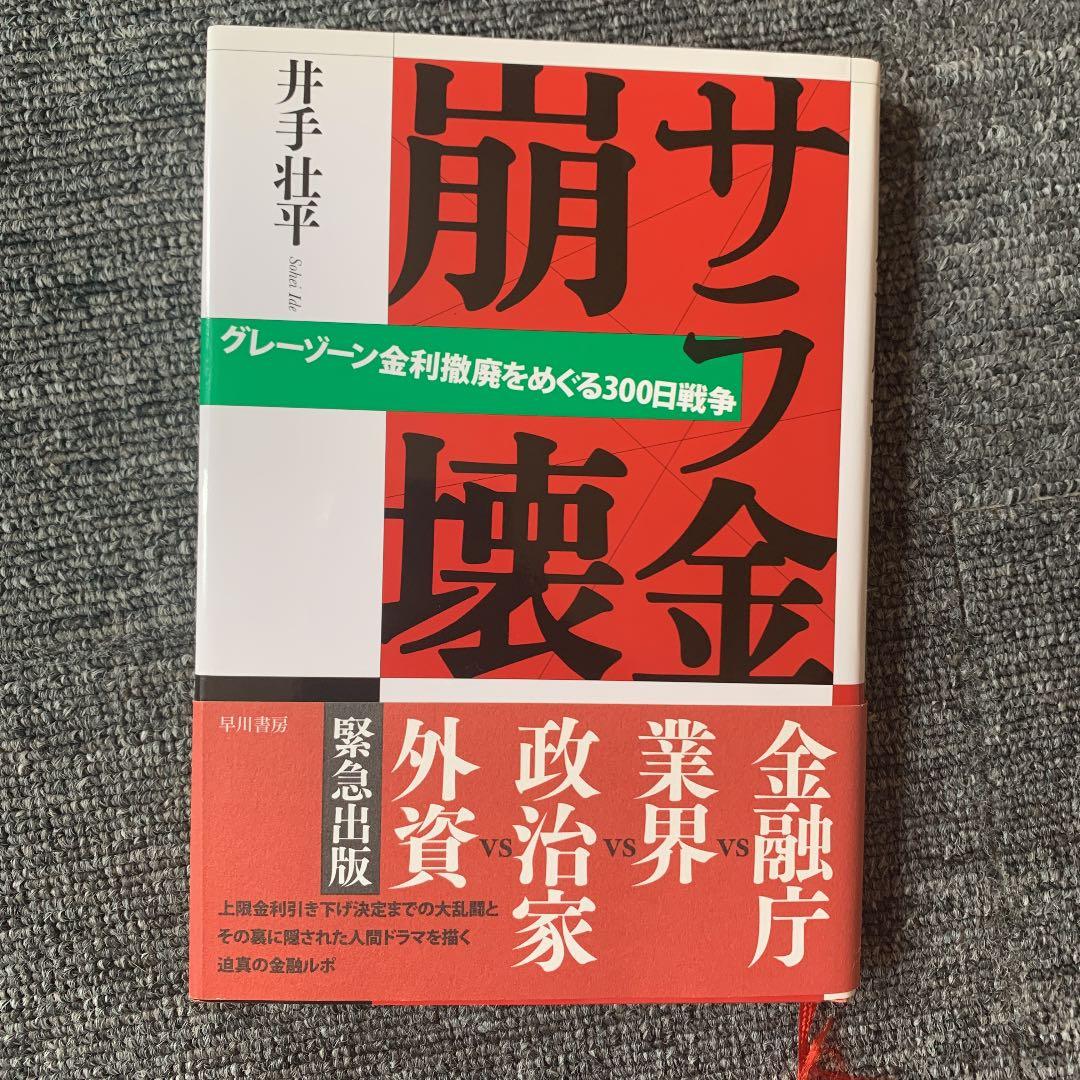 サラ金
崩壊
グレーゾーン金利撤廃をめぐる300日戦争
井手壮平
Sohei Ide
金融庁
vs
業界
vs
政治家
vs
外資
緊急出版
早川書房
上限金利引き下げ決定までの大乱闘と
その裏に隠された人間ドラマを描く
迫真の金融ルポ